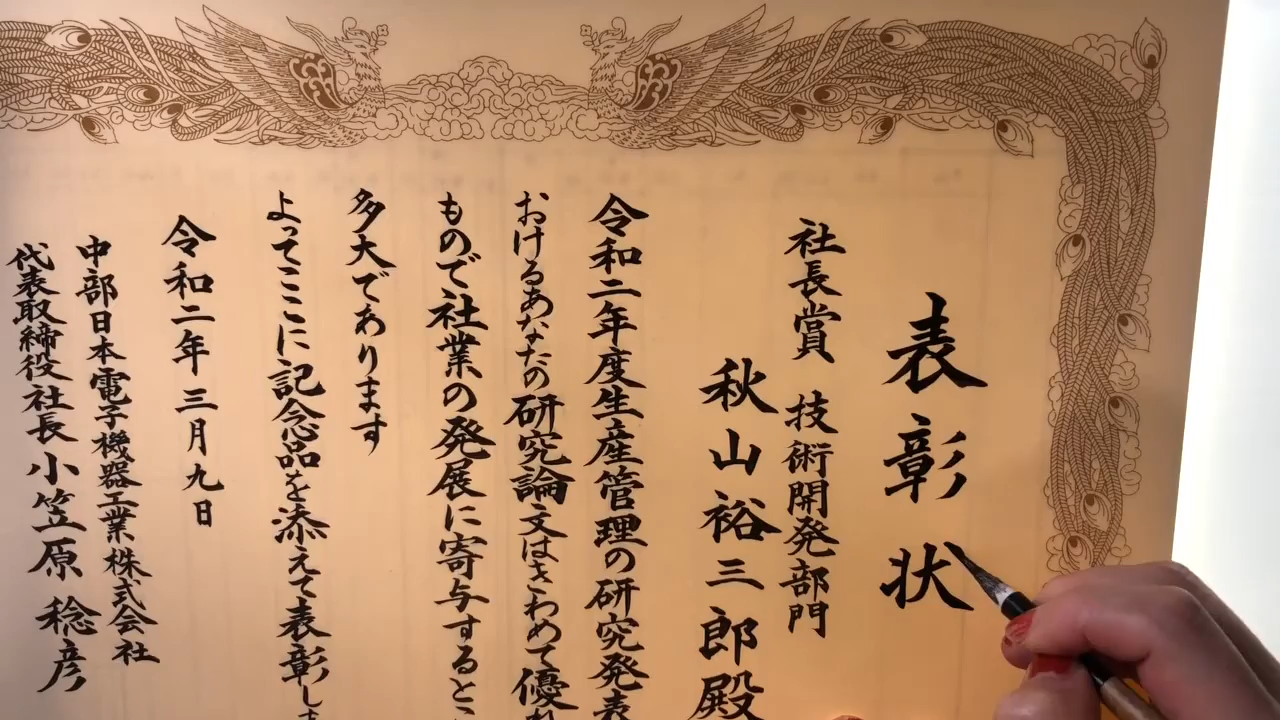 表彰状
社長賞 技術開発部門
秋山裕三郎殿
令和二年度生産管理の研究発表
おけるあなたの研究論文はきわめて優れ
もので社業の発展に寄与するとこ
多大であります
よってここに記念品を添えて表彰しま
令和二年三月九日
中部日本電子機器工業株式会社
代表取締役社長小笠原稔彦